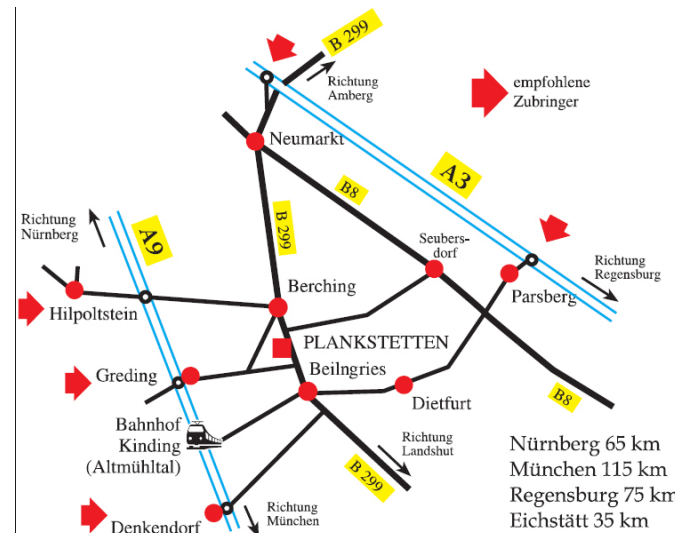 B 299
Richtung
Amberg
empfohlene
Zubringer
Neumarkt
A3
B8
Richtung
Nürnberg
A9
B 299
Seubers-
dorf
Richtung
Regensburg
Berching
Parsberg
Hilpoltstein
PLANKSTETTEN
Greding
Beilngries
B8
Dietfurt
Bahnhof
Kinding
(Altmühltal)
Richtung
Landshut
B 299
Nürnberg 65 km
München 115 km
Regensburg 75 km
Eichstätt 35 km
Richtung
München
Denkendorf